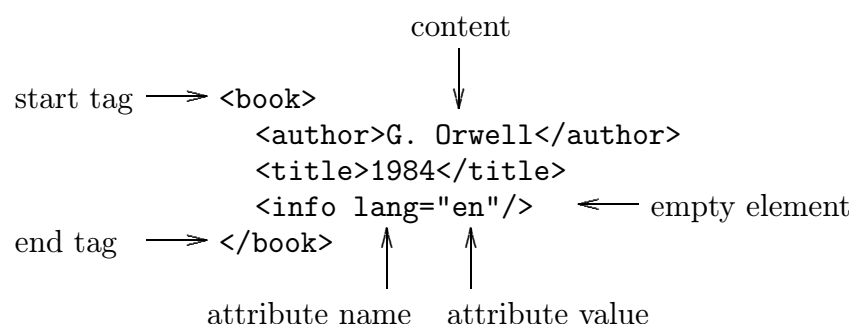 content
start tag <book>
<author>G. Orwell</author>
<title>1984</title>
<info lang="en"/> empty element
end tag </book>
attribute name attribute value